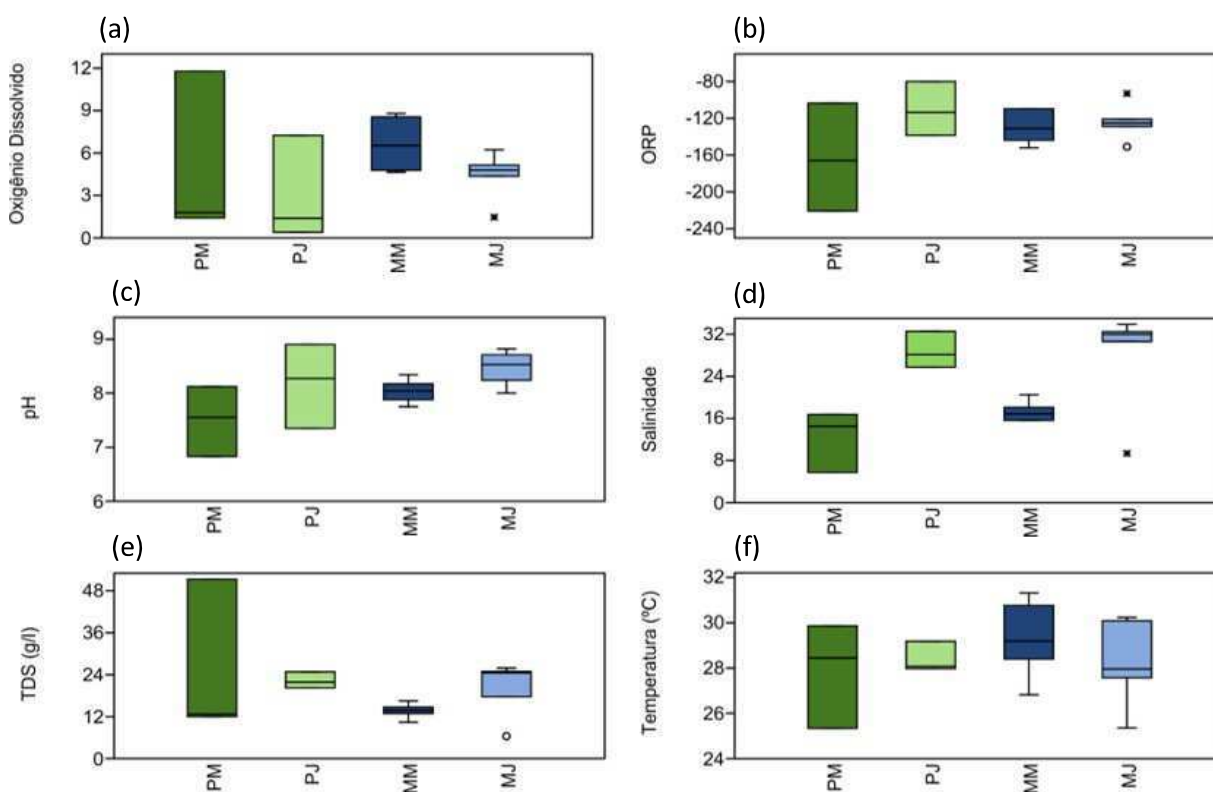 (a)
Oxigênio Dissolvido
12
9
6
3
0
PM
PJ
MM
MJ
(b)
ORP
-80
-120
-160
-200
-240
PM
PJ
MM
MJ
(c)
pH
9
8
7
6
PM
PJ
MM
MJ
(d)
Salinidade
32
24
16
8
0
PM
PJ
MM
MJ
(e)
TDS (g/l)
48
36
24
12
0
PM
PJ
MM
MJ
(f)
Temperatura (ºC)
32
30
28
26
24
PM
PJ
MM
MJ